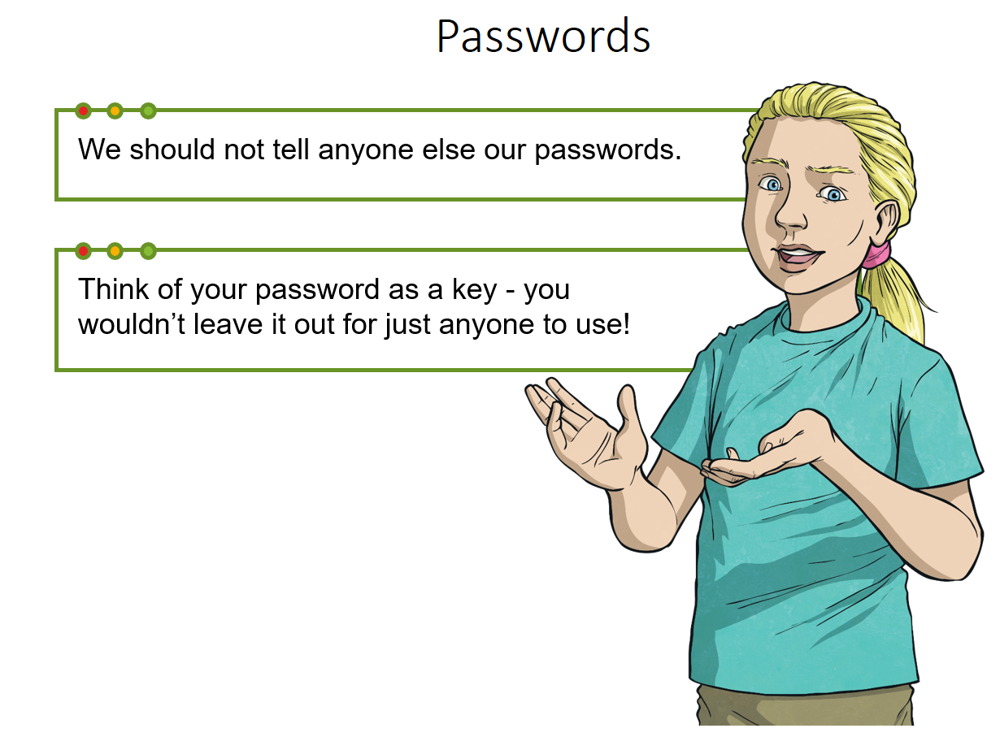 Passwords
We should not tell anyone else our passwords.
Think of your password as a key - you
wouldn’t leave it out for just anyone to use!